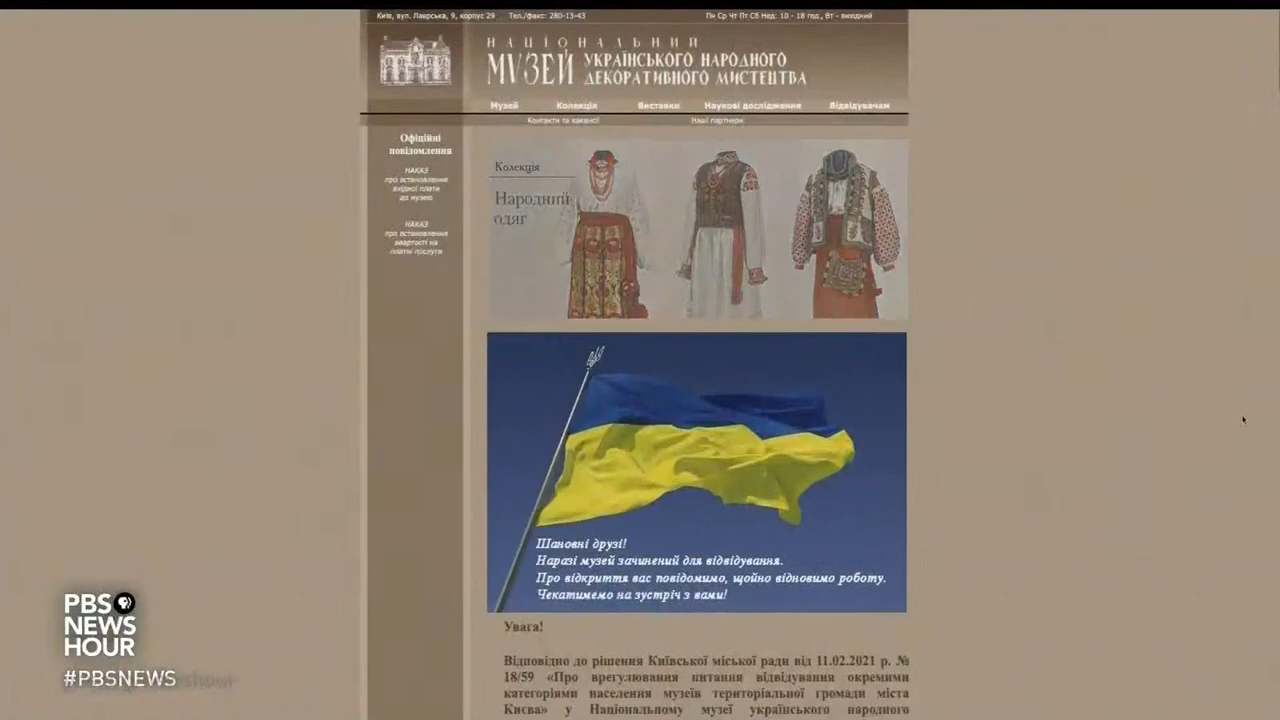 Київ, вул. Лаврська, 9, корпус 29 Тел./факс: 280-13-43 Пн Ср Чт Пт Сб Нед: 10 - 18 год., Вт - вихідний
НАЦІОНАЛЬНИЙ
МУЗЕЙ УКРАЇНСЬКОГО НАРОДНОГО
ДЕКОРАТИВНОГО МИСТЕЦТВА
Музей Колекція Виставки Наукові дослідження Відвідувачам
Контакти та вакансії Наші партнери
Офіційні
повідомлення
НАКАЗ
про встановлення
вхідної плати
до музею
НАКАЗ
про встановлення
вартості на
платні послуги
Колекція
Народний
одяг
Шановні друзі!
Наразі музей зачинений для відвідування.
Про відкриття вас повідомимо, щойно відновимо роботу.
Чекатимемо на зустріч з вами!
Увага!
Відповідно до рішення Київської міської ради від 11.02.2021 р. №
18/59 «Про врегулювання питання відвідування окремими
категоріями населення музеїв територіальної громади міста
Києва» у Національному музеї українського народного
PBS
NEWS
HOUR
#PBSNEWS